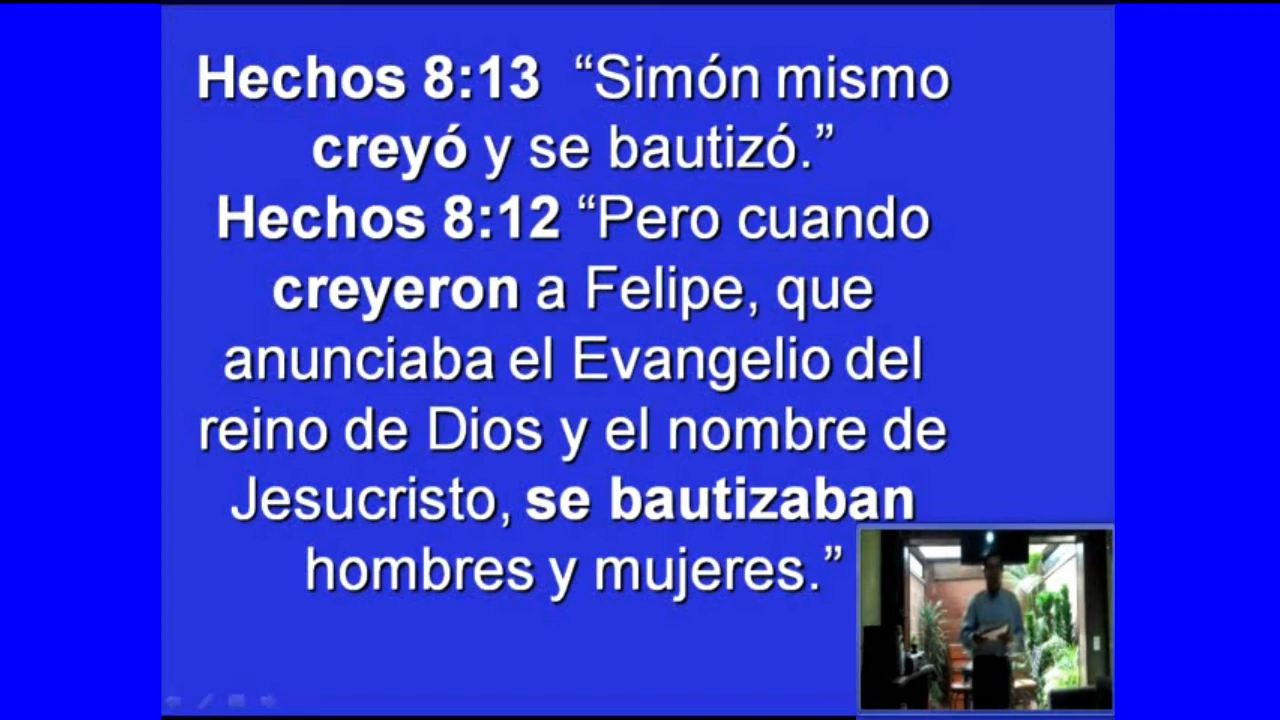 Hechos 8:13 “Simón mismo
creyó y se bautizó.”
Hechos 8:12 “Pero cuando
creyeron a Felipe, que
anunciaba el Evangelio del
reino de Dios y el nombre de
Jesucristo, se bautizaban
hombres y mujeres.”